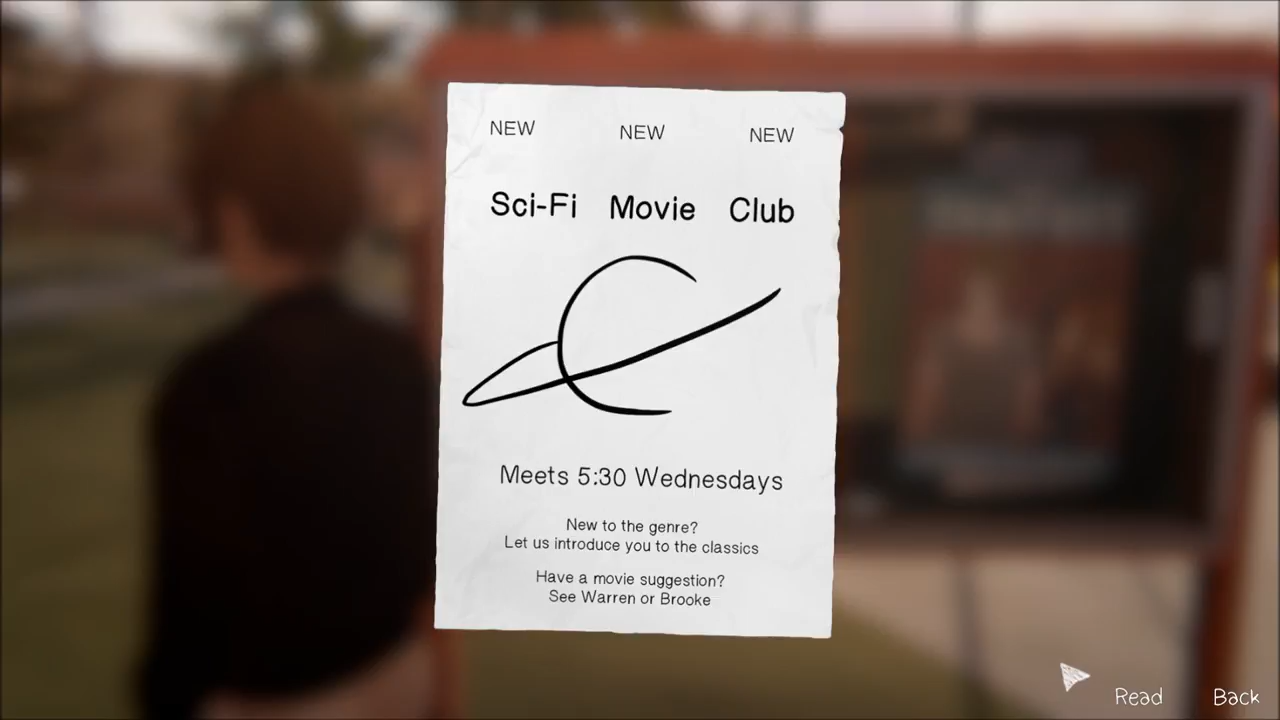 NEW NEW NEW
Sci-Fi Movie Club
Meets 5:30 Wednesdays
New to the genre?
Let us introduce you to the classics
Have a movie suggestion?
See Warren or Brooke
Read Back